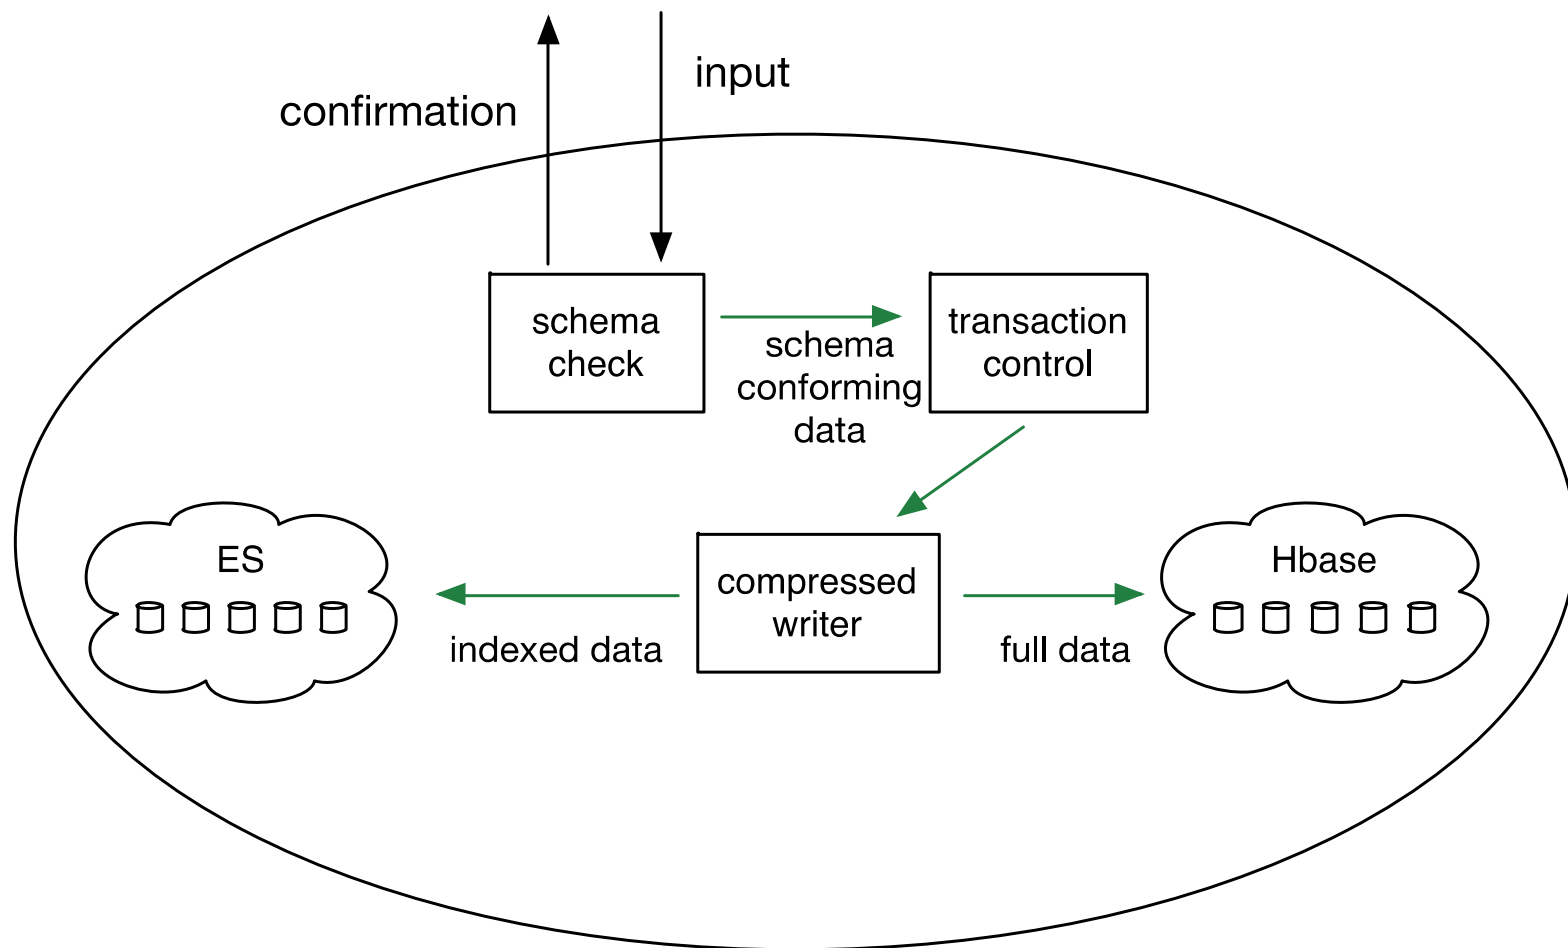 input
confirmation
schema
check
transaction
control
schema
conforming
data
ES
Hbase
compressed
writer
indexed data
full data